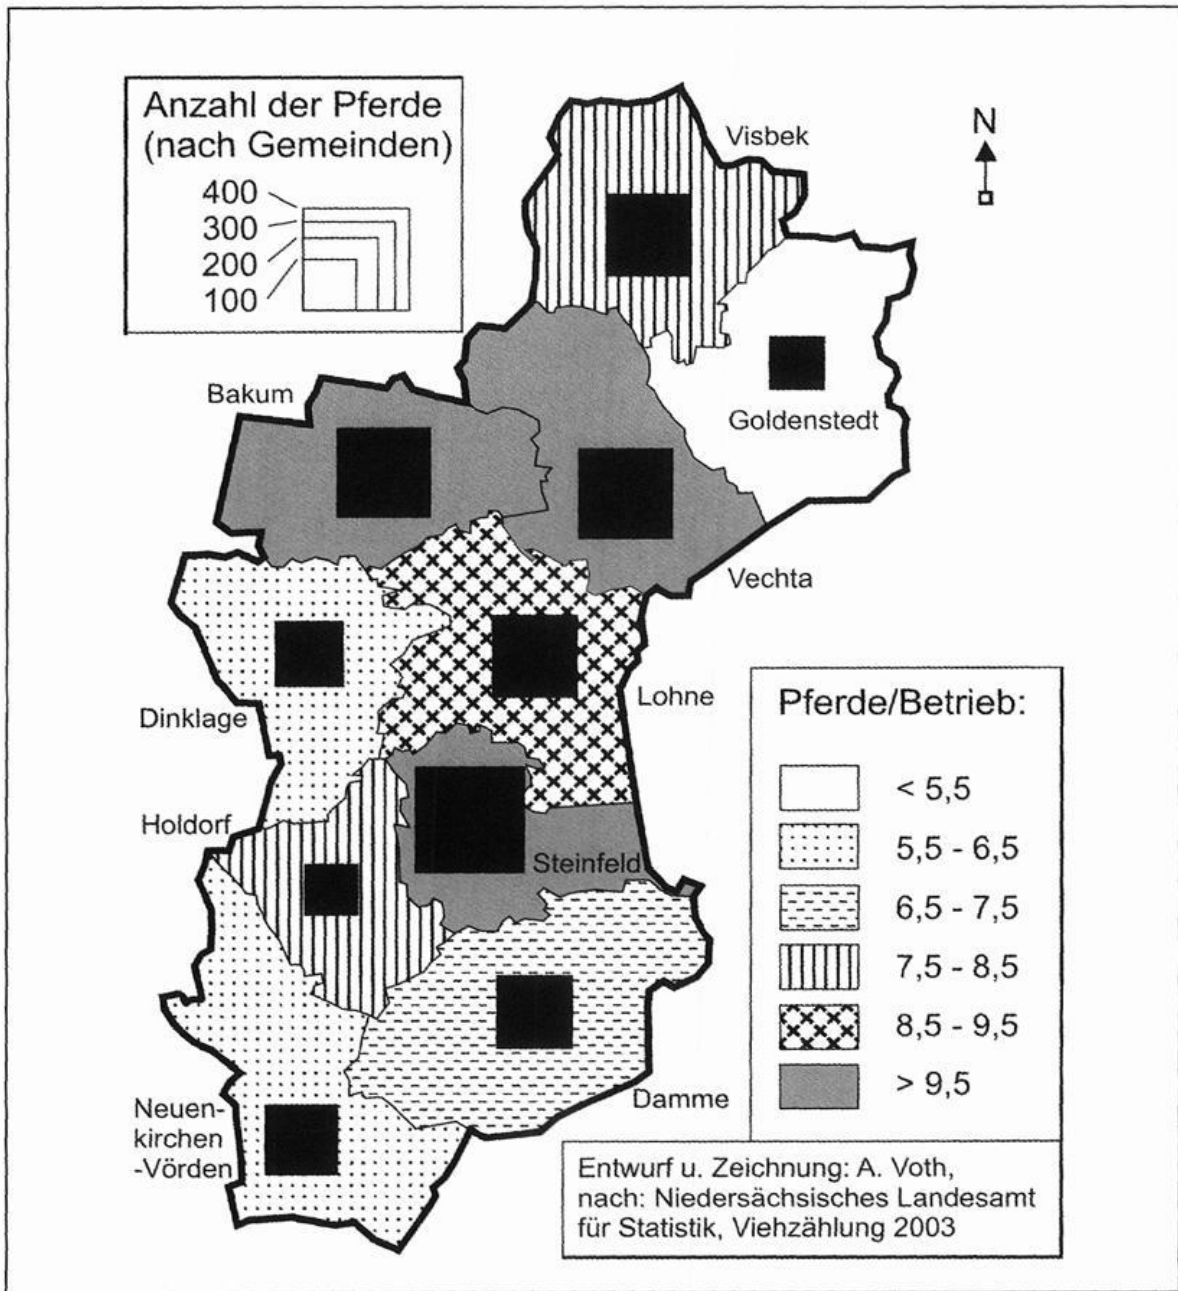 Anzahl der Pferde
(nach Gemeinden)
400
300
200
100
N
Visbek
Goldenstedt
Bakum
Vechta
Dinklage
Lohne
Holdorf
Steinfeld
Damme
Neuen-
kirchen
-Vörden
Pferde/Betrieb:
< 5,5
5,5 - 6,5
6,5 - 7,5
7,5 - 8,5
8,5 - 9,5
> 9,5
Entwurf u. Zeichnung: A. Voth,
nach: Niedersächsisches Landesamt
für Statistik, Viehzählung 2003